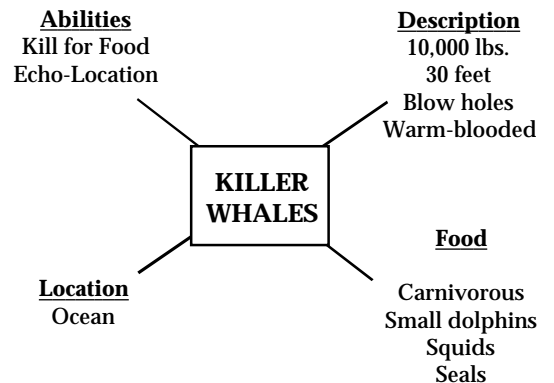 Abilities
Kill for Food
Echo-Location
Description
10,000 lbs.
30 feet
Blow holes
Warm-blooded
KILLER
WHALES
Location
Ocean
Food
Carnivorous
Small dolphins
Squids
Seals